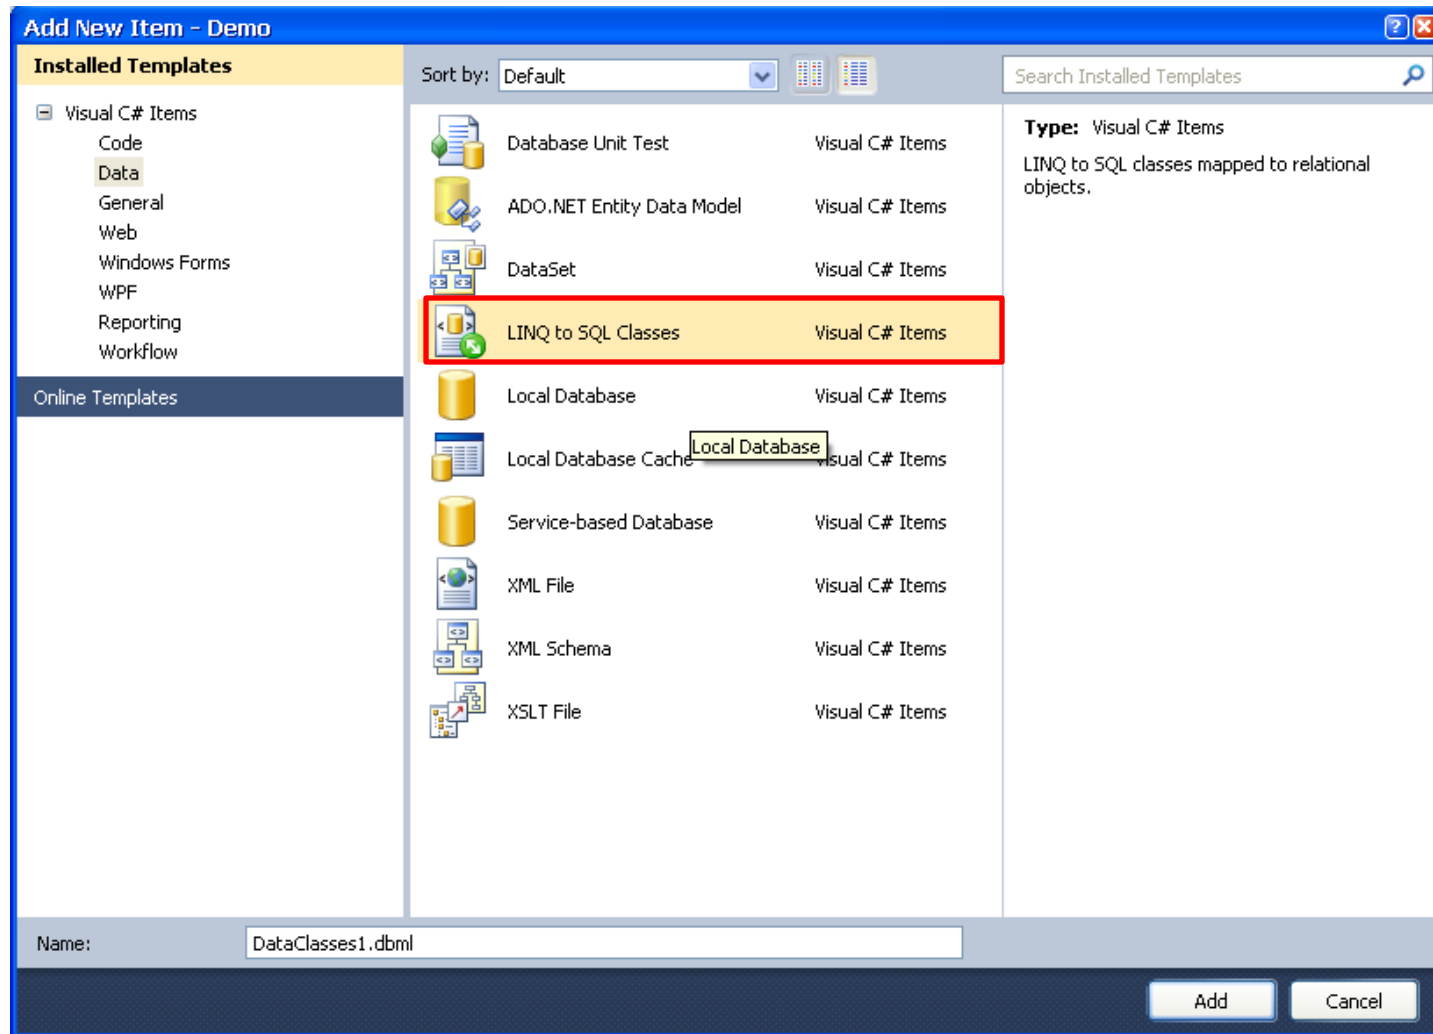 Add New Item - Demo
Installed Templates
Sort by: Default
Search Installed Templates
Visual C# Items
Code
Data
General
Web
Windows Forms
WPF
Reporting
Workflow
Online Templates
Database Unit Test Visual C# Items
ADO.NET Entity Data Model Visual C# Items
DataSet Visual C# Items
LINQ to SQL Classes Visual C# Items
Local Database Visual C# Items
Local Database
Local Database Cache Visual C# Items
Service-based Database Visual C# Items
XML File Visual C# Items
XML Schema Visual C# Items
XSLT File Visual C# Items
Type: Visual C# Items
LINQ to SQL classes mapped to relational
objects.
Name: DataClasses1.dbml
Add Cancel